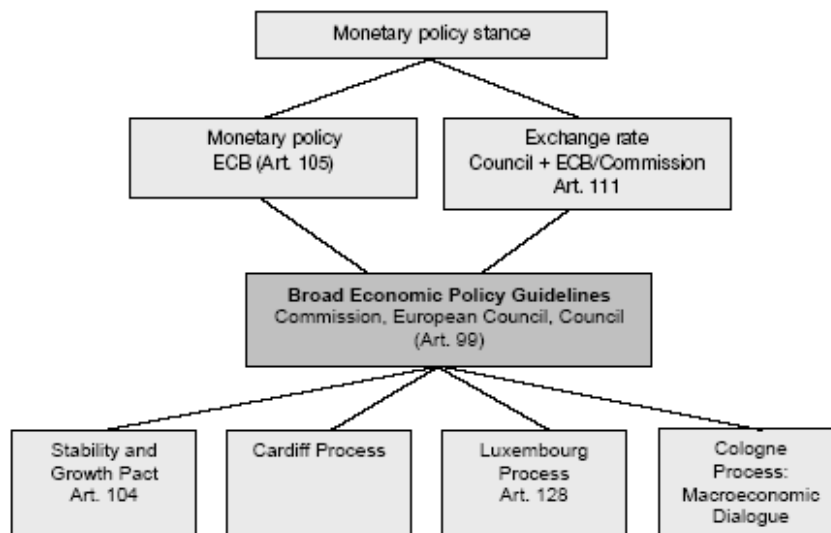 Monetary policy stance
Monetary policy
ECB (Art. 105)
Exchange rate
Council + ECB/Commission
Art. 111
Broad Economic Policy Guidelines
Commission, European Council, Council
(Art. 99)
Stability and
Growth Pact
Art. 104
Cardiff Process
Luxembourg
Process
Art. 128
Cologne
Process:
Macroeconomic
Dialogue